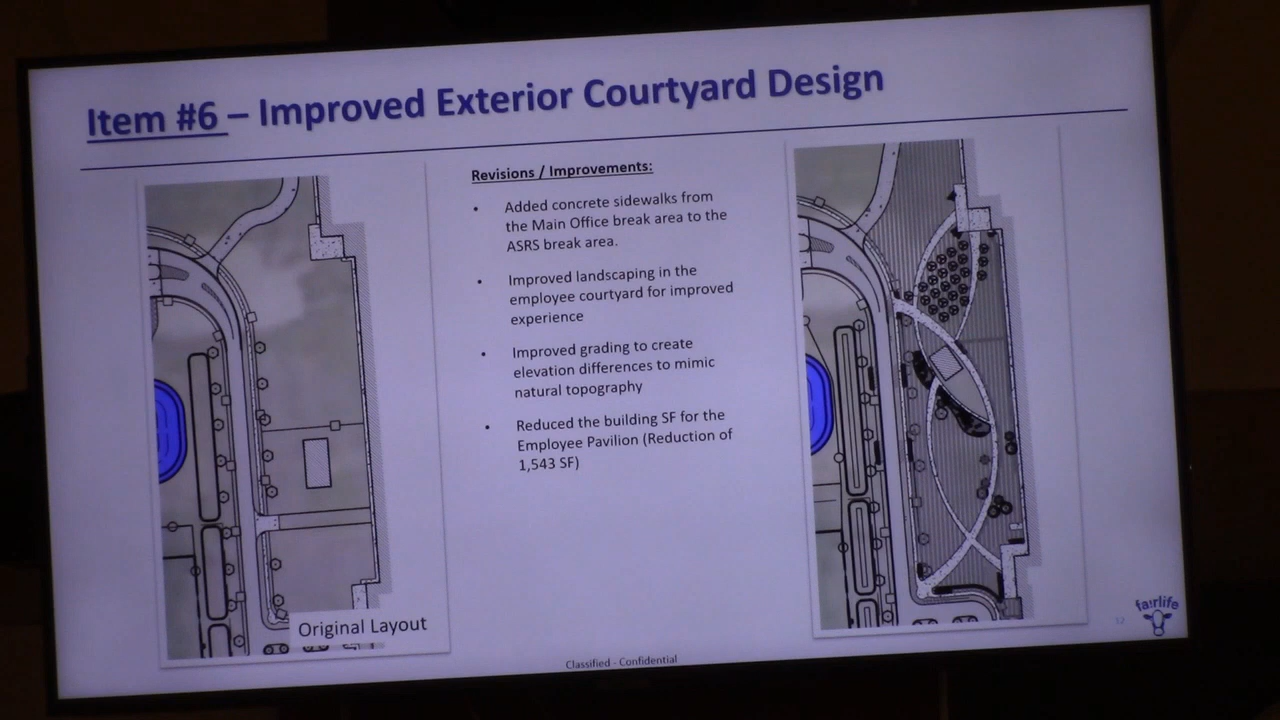 Item #6 – Improved Exterior Courtyard Design
Revisions / Improvements:
• Added concrete sidewalks from
the Main Office break area to the
ASRS break area.
• Improved landscaping in the
employee courtyard for improved
experience
• Improved grading to create
elevation differences to mimic
natural topography
• Reduced the building SF for the
Employee Pavilion (Reduction of
1,543 SF)
Original Layout
Classified - Confidential
12
fa!rlife